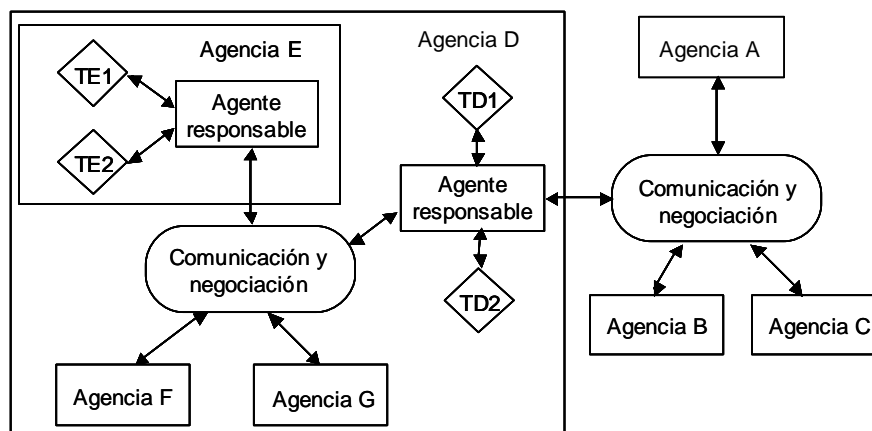 Agencia E
TE1
Agente
responsable
TE2
Agencia D
TD1
Agente
responsable
TD2
Comunicación y
negociación
Agencia F
Agencia G
Agencia A
Comunicación y
negociación
Agencia B
Agencia C